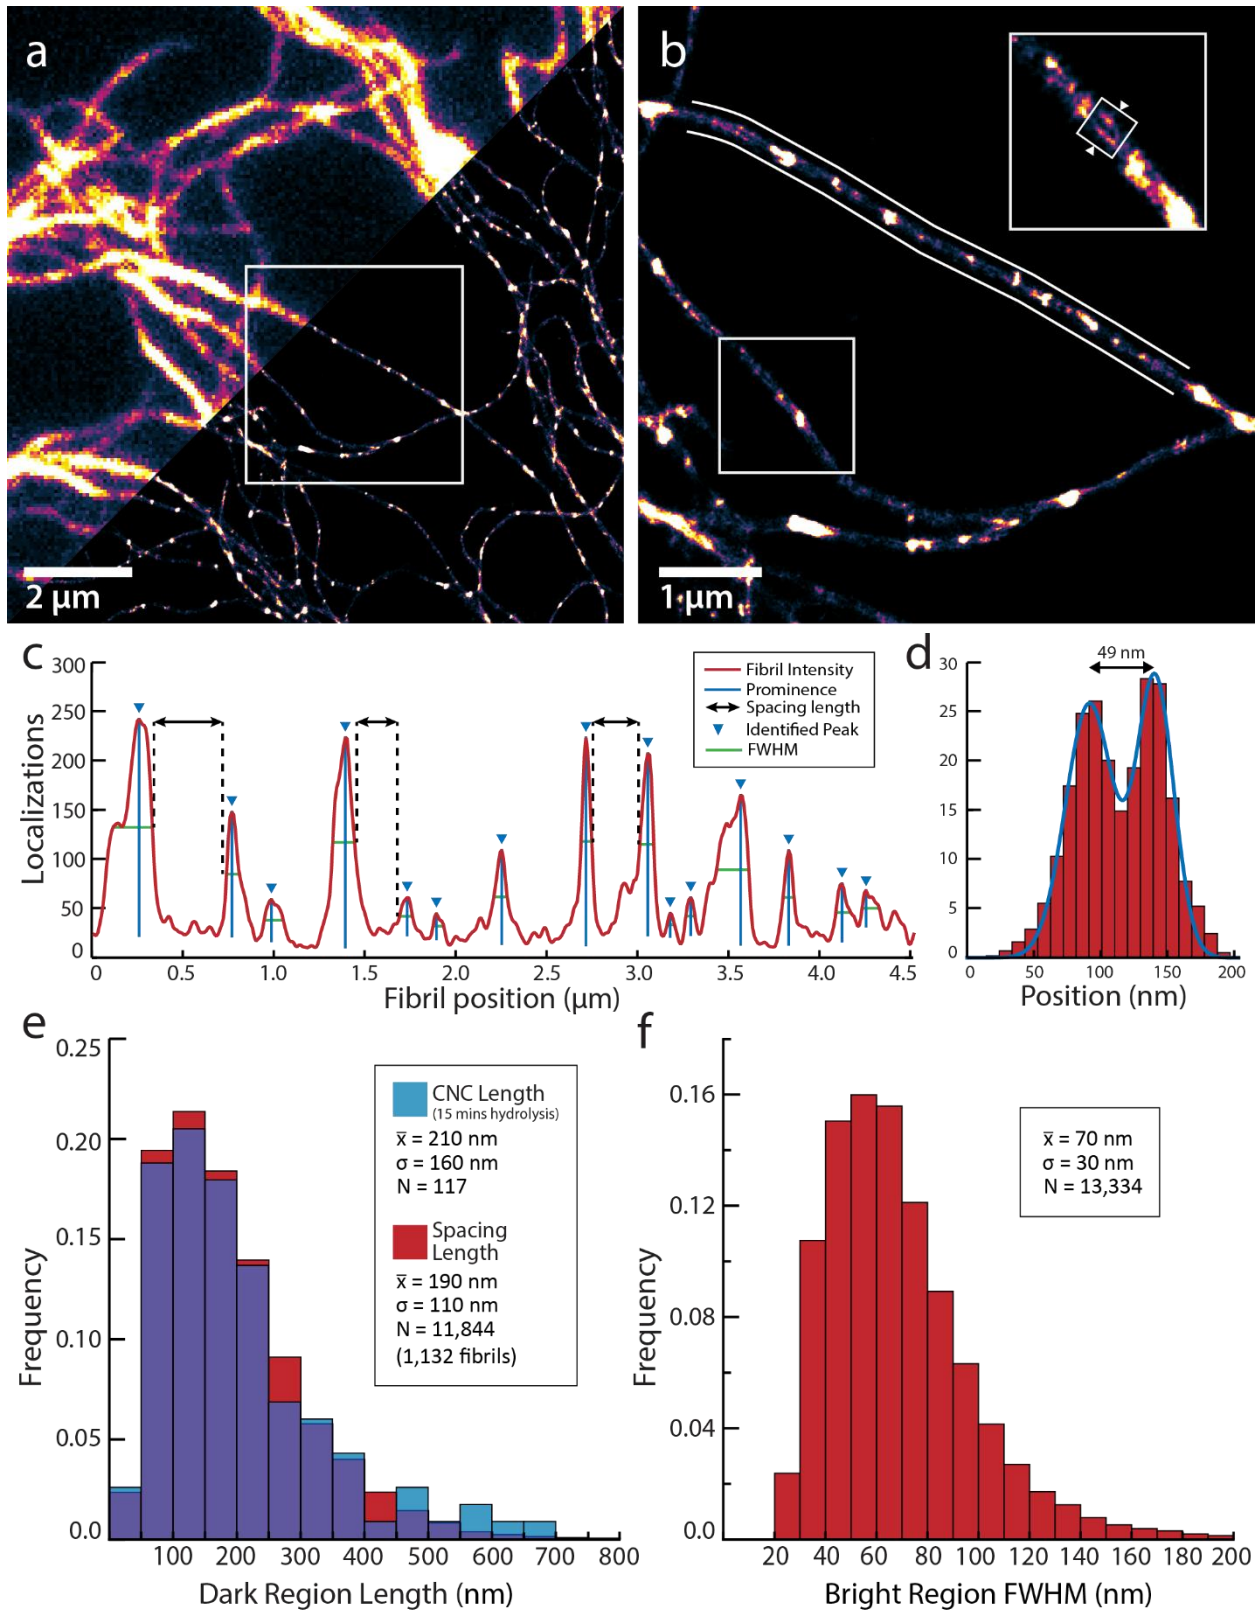 a
2 µm
b
1 µm
c
300
250
200
150
100
50
0
Localizations
0
0.5
1.0
1.5
2.0
2.5
3.0
3.5
4.0
4.5
Fibril position (µm)
Fibril Intensity
Prominence
Spacing length
Identified Peak
FWHM
d
49 nm
30
25
20
15
10
5
0
0
50
100
150
200
Position (nm)
e
0.25
0.20
0.15
0.10
0.05
0.0
Frequency
100
200
300
400
500
600
700
800
Dark Region Length (nm)
CNC Length
(15 mins hydrolysis)
x̄ = 210 nm
σ = 160 nm
N = 117
Spacing
Length
x̄ = 190 nm
σ = 110 nm
N = 11,844
(1,132 fibrils)
f
0.16
0.12
0.08
0.04
0.0
Frequency
20
40
60
80
100
120
140
160
180
200
Bright Region FWHM (nm)
x̄ = 70 nm
σ = 30 nm
N = 13,334